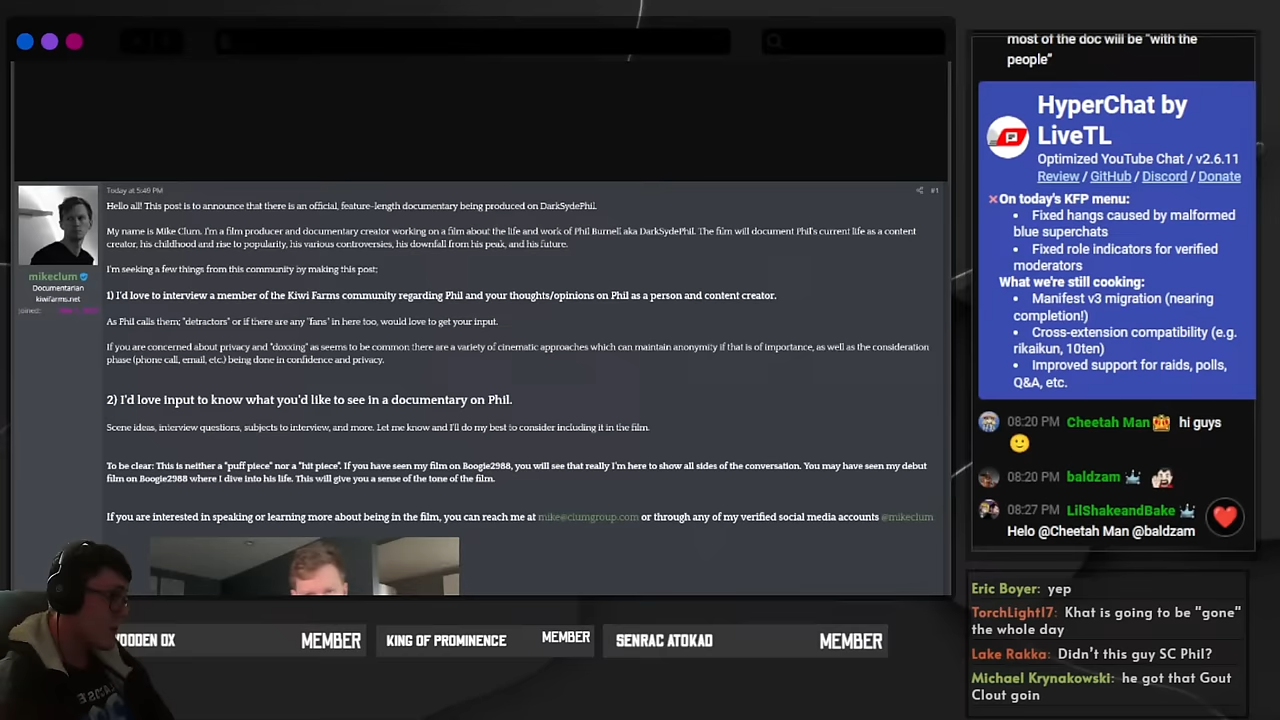 Today at 5:49 PM
#1
Hello all! This post is to announce that there is an official, feature-length documentary being produced on DarkSydePhil.
My name is Mike Clum. I'm a film producer and documentary creator working on a film about the life and work of Phil Burnell aka DarkSydePhil. The film will document Phil's current life as a content
creator, his childhood and rise to popularity, his various controversies, his downfall from his peak, and his future.
I'm seeking a few things from this community by making this post;
mikeclum
Documentarian
kiwifarms.net
Joined:
1) I'd love to interview a member of the Kiwi Farms community regarding Phil and your thoughts/opinions on Phil as a person and content creator.
As Phil calls them; "detractors" or if there are any "fans" in here too, would love to get your input.
If you are concerned about privacy and "doxxing" as seems to be common there are a variety of cinematic approaches which can maintain anonymity if that is of importance, as well as the consideration
phase (phone call, email, etc.) being done in confidence and privacy.
2) I'd love input to know what you'd like to see in a documentary on Phil.
Scene ideas, interview questions, subjects to interview, and more. Let me know and I'll do my best to consider including it in the film.
To be clear: This is neither a "puff piece" nor a "hit piece". If you have seen my film on Boogie2988, you will see that really I'm here to show all sides of the conversation. You may have seen my debut
film on Boogie2988 where I dive into his life. This will give you a sense of the tone of the film.
If you are interested in speaking or learning more about being in the film, you can reach me at mike@clumgroup.com or through any of my verified social media accounts @mikeclum
WOODEN OX MEMBER
KING OF PROMINENCE MEMBER
SENRAC ATOKAD MEMBER
most of the doc will be "with the
people"
HyperChat by
LiveTL
Optimized YouTube Chat / v2.6.11
Review / GitHub / Discord / Donate
On today's KFP menu:
• Fixed hangs caused by malformed
blue superchats
• Fixed role indicators for verified
moderators
What we're still cooking:
• Manifest v3 migration (nearing
completion!)
• Cross-extension compatibility (e.g.
rikaikun, 10ten)
• Improved support for raids, polls,
Q&A, etc.
08:20 PM Cheetah Man hi guys
08:20 PM baldzam
08:27 PM LilShakeandBake
Helo @Cheetah Man @baldzam
Eric Boyer: yep
TorchLight17: Khat is going to be "gone"
the whole day
Lake Rakka: Didn't this guy SC Phil?
Michael Krynakowski: he got that Gout
Clout goin